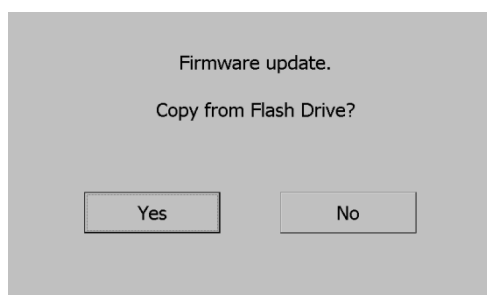 Firmware update.
Copy from Flash Drive?
Yes
No